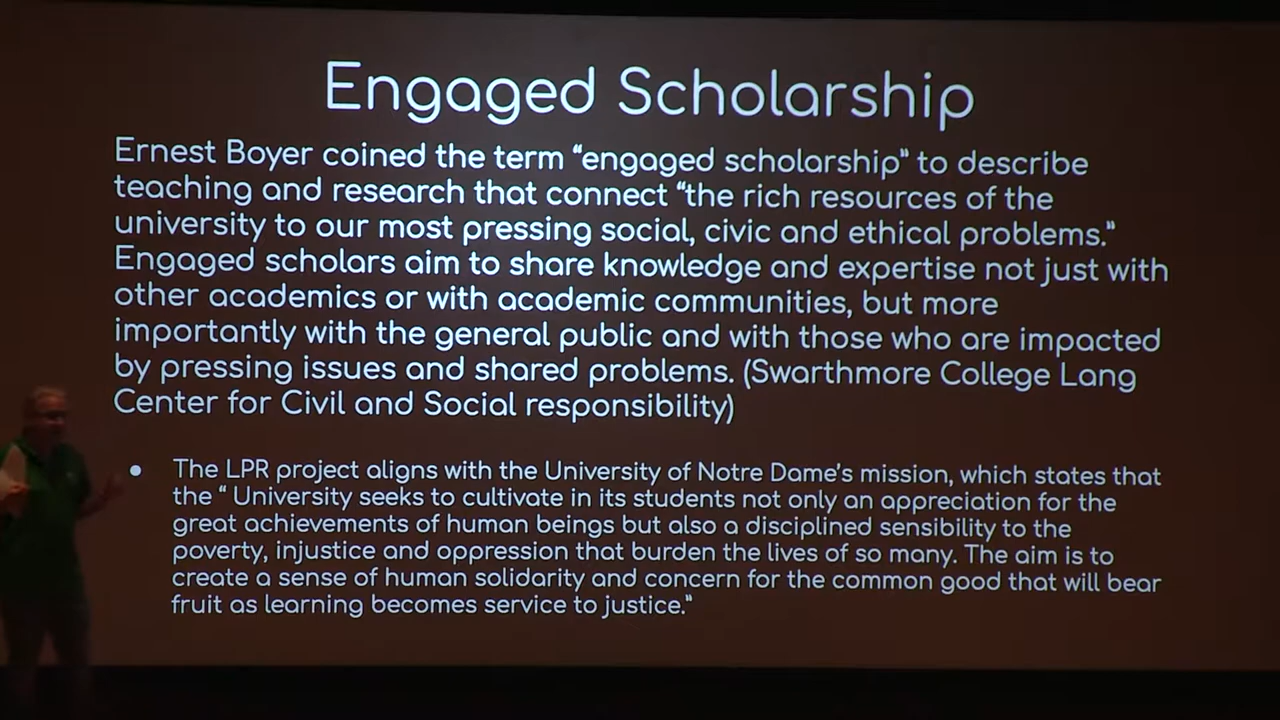 Engaged Scholarship
Ernest Boyer coined the term “engaged scholarship” to describe
teaching and research that connect “the rich resources of the
university to our most pressing social, civic and ethical problems.”
Engaged scholars aim to share knowledge and expertise not just with
other academics or with academic communities, but more
importantly with the general public and with those who are impacted
by pressing issues and shared problems. (Swarthmore College Lang
Center for Civil and Social responsibility)
● The LPR project aligns with the University of Notre Dame’s mission, which states that
the “ University seeks to cultivate in its students not only an appreciation for the
great achievements of human beings but also a disciplined sensibility to the
poverty, injustice and oppression that burden the lives of so many. The aim is to
create a sense of human solidarity and concern for the common good that will bear
fruit as learning becomes service to justice.”